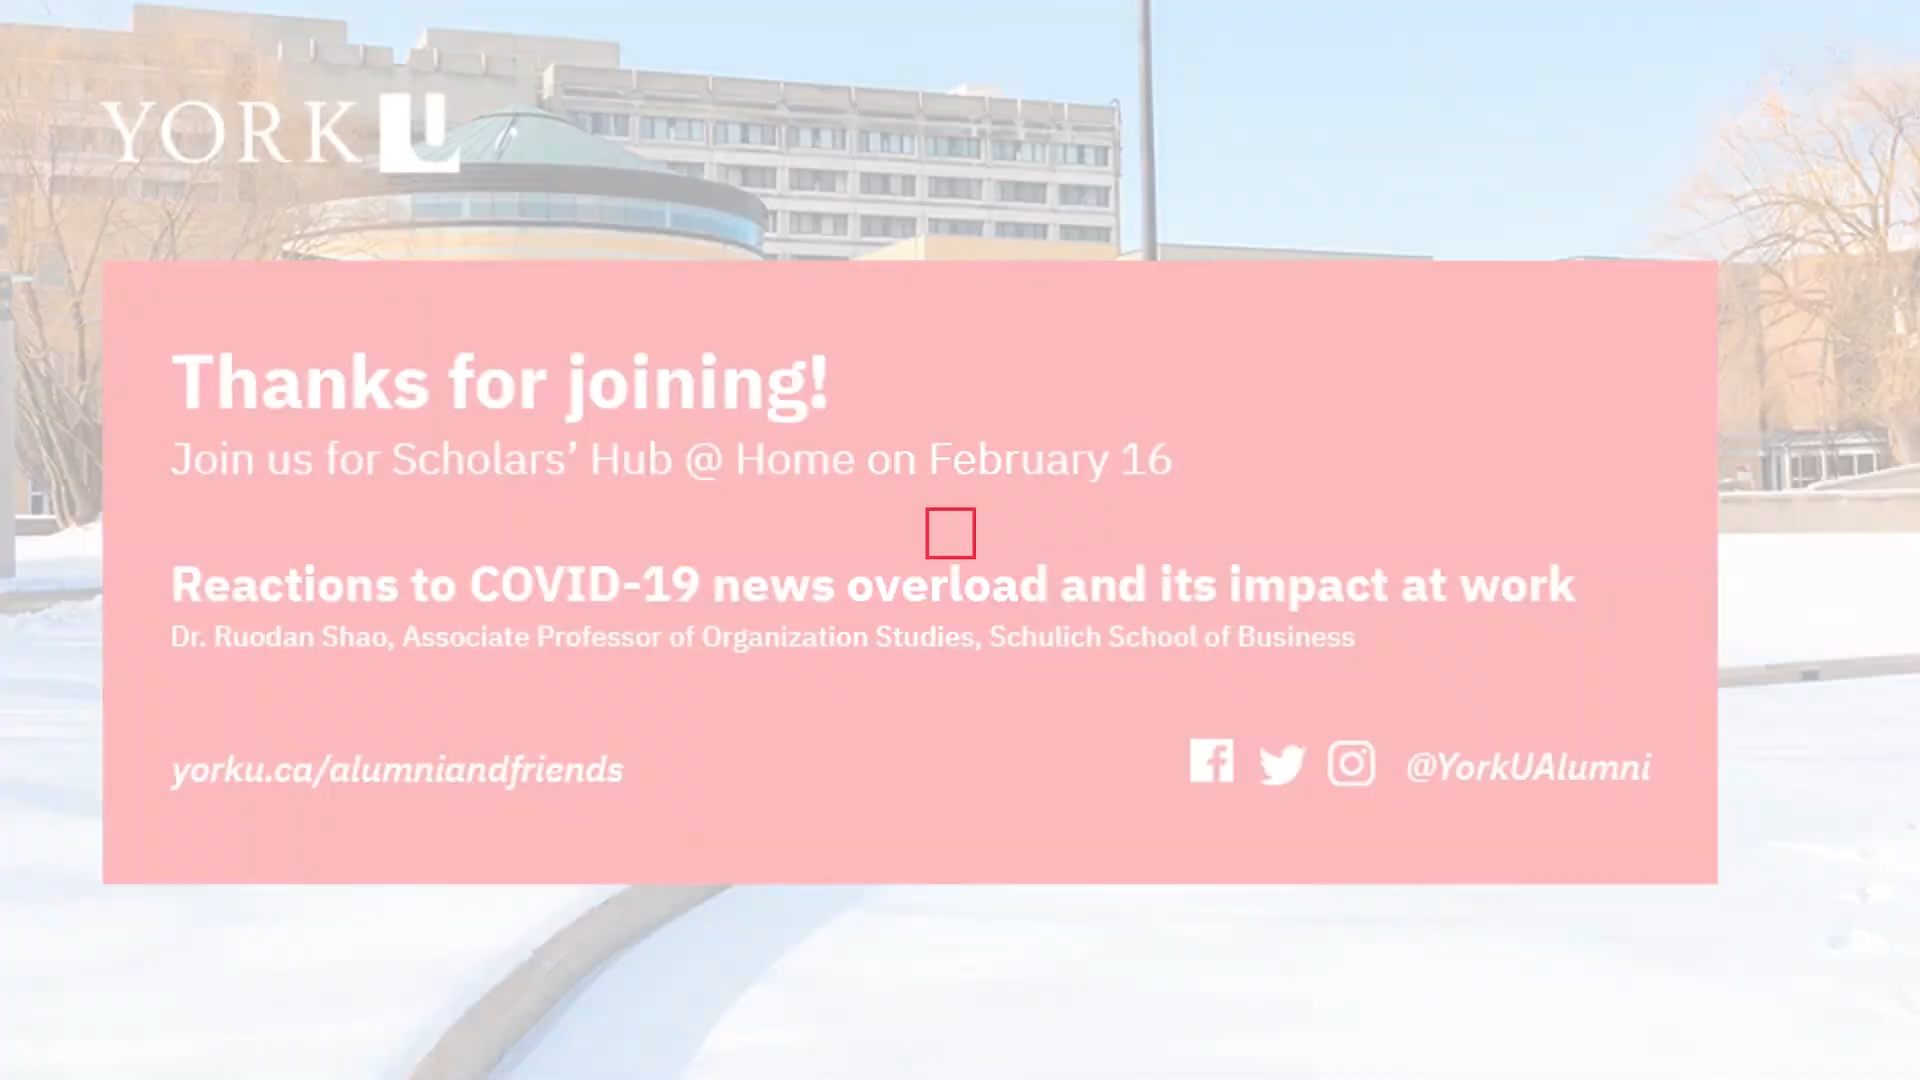 YORK U
Thanks for joining!
Join us for Scholars’ Hub @ Home on February 16
Reactions to COVID-19 news overload and its impact at work
Dr. Ruodan Shao, Associate Professor of Organization Studies, Schulich School of Business
yorku.ca/alumniandfriends
@YorkUAlumni